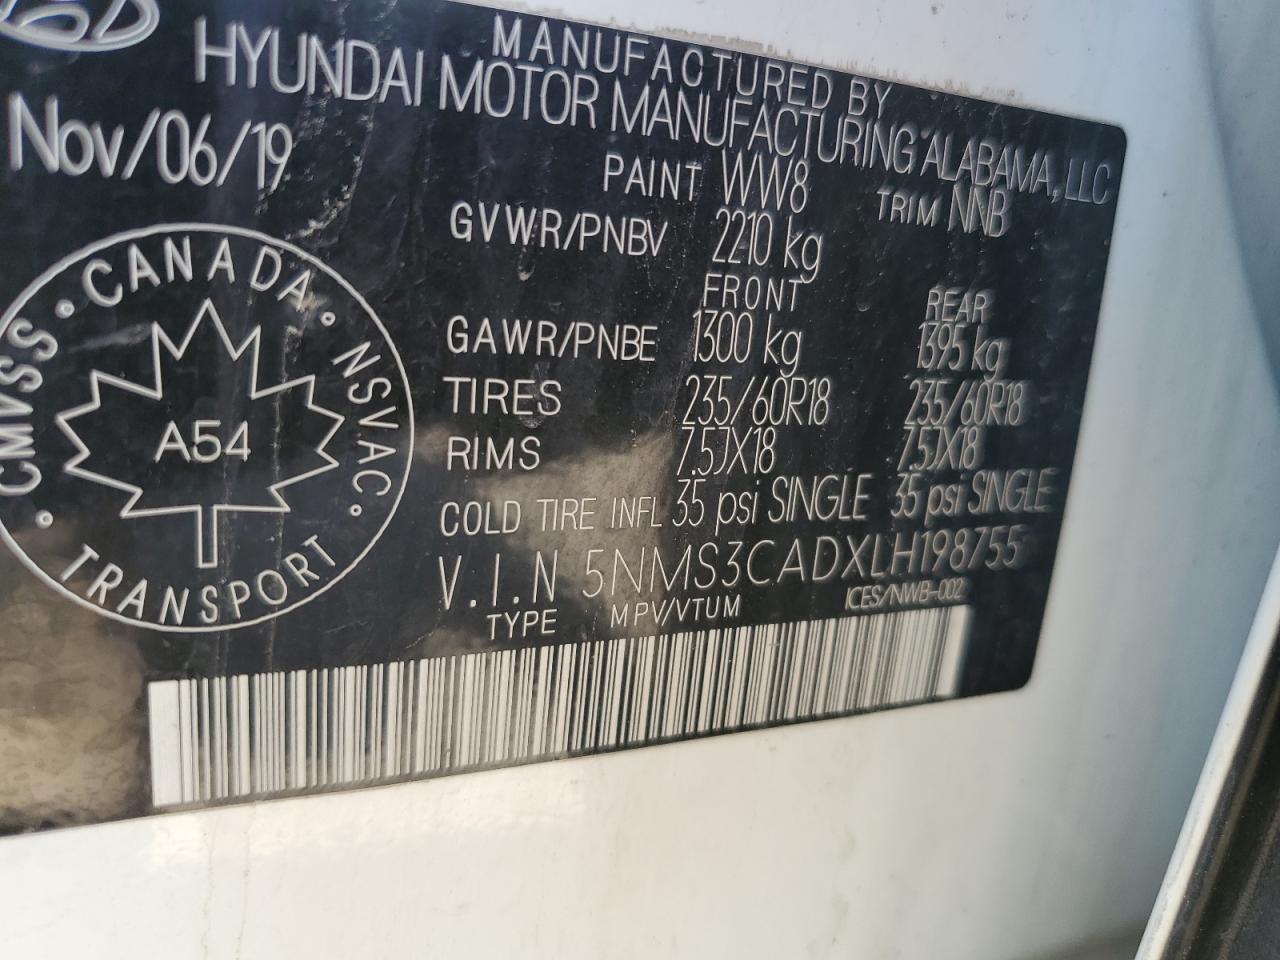 MANUFACTURED BY
HYUNDAI MOTOR MANUFACTURING ALABAMA, LLC
Nov/06/19
PAINT WW8 TRIM NNB
GVWR/PNBV 2210 kg
FRONT REAR
GAWR/PNBE 1300 kg 1395 kg
TIRES 235/60R18 235/60R18
RIMS 7.5JX18 7.5JX18
COLD TIRE INFL 35 psi SINGLE 35 psi SINGLE
V.I.N 5NMS3CADXLH198755
TYPE MPV/VTUM ICES/NWB-002
CMVSS • CANADA • NSVAC •
A54
• TRANSPORT